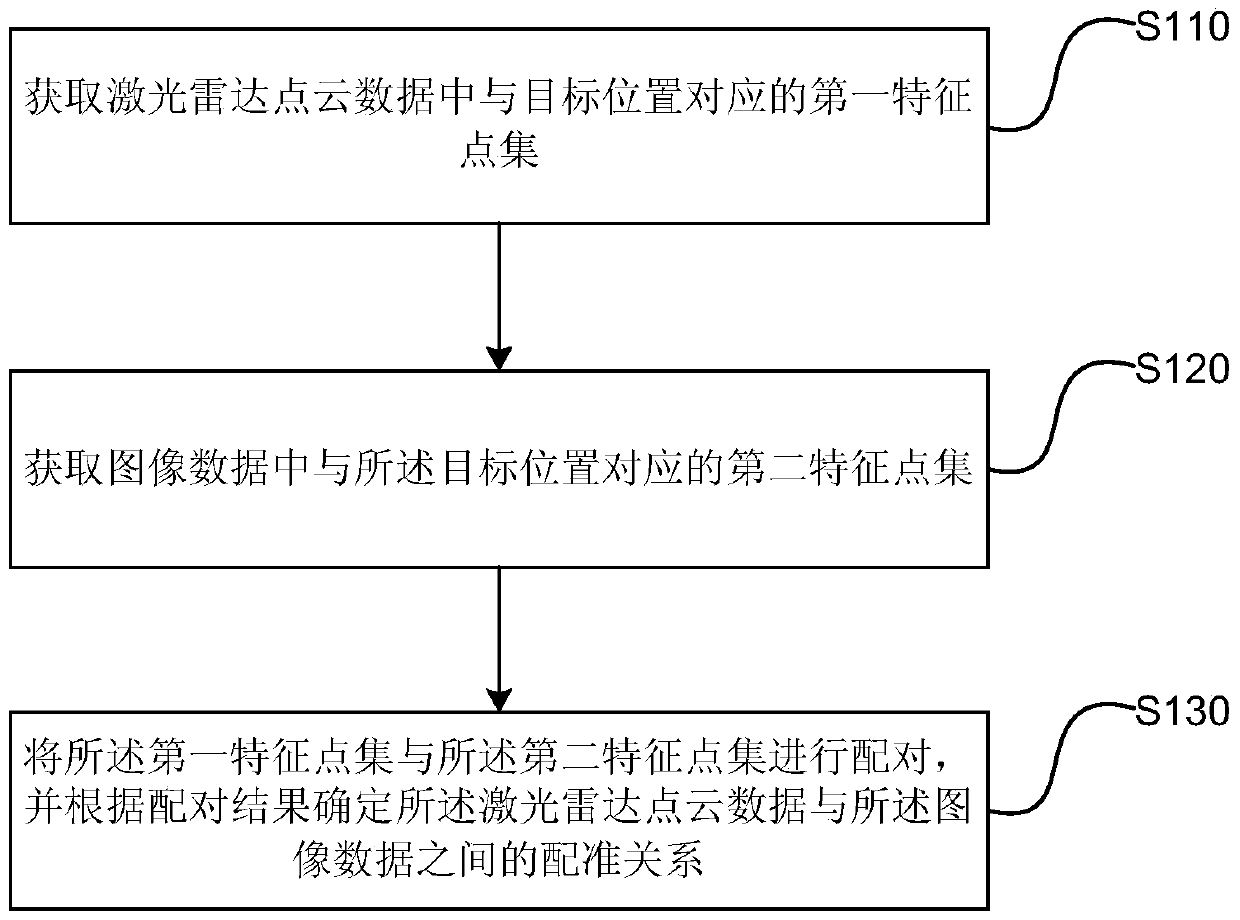 S110
获取激光雷达点云数据中与目标位置对应的第一特征
点集
S120
获取图像数据中与所述目标位置对应的第二特征点集
S130
将所述第一特征点集与所述第二特征点集进行配对，
并根据配对结果确定所述激光雷达点云数据与所述图
像数据之间的配准关系